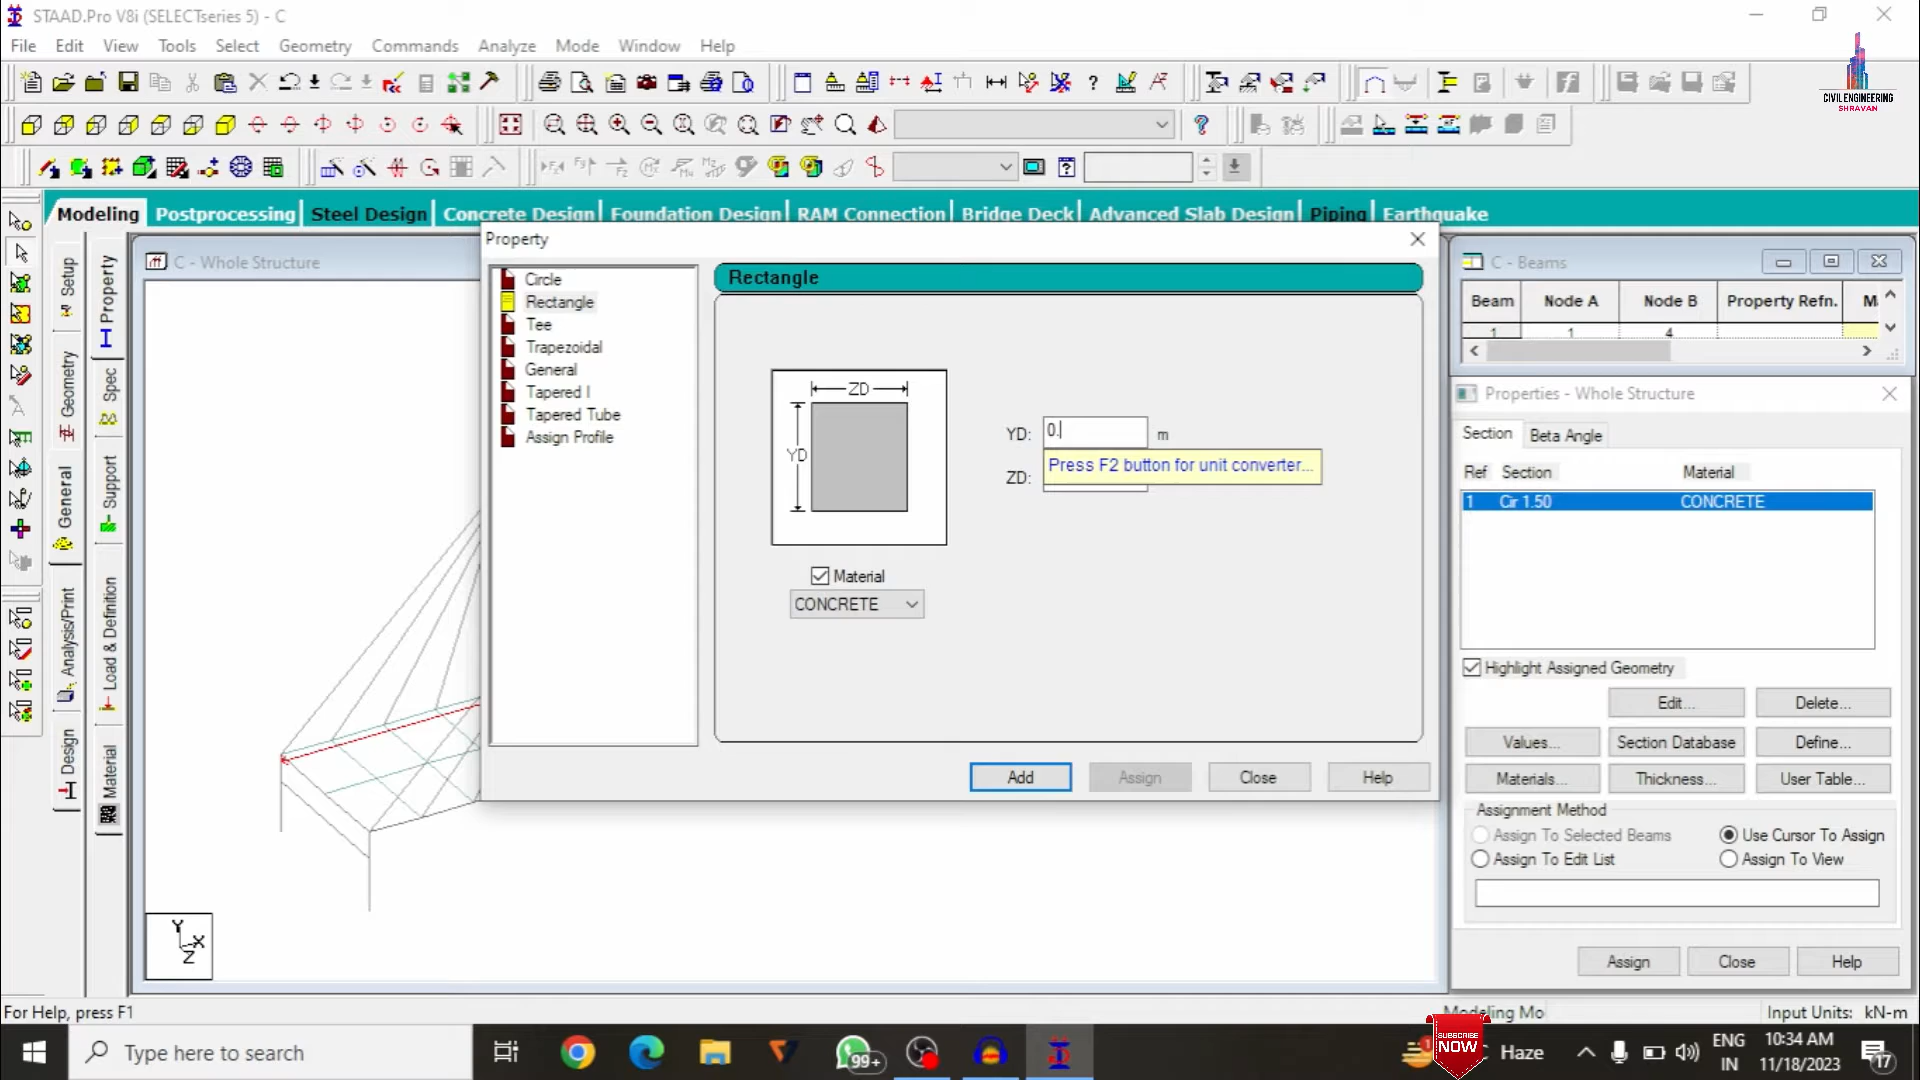 STAAD.Pro V8i (SELECTseries 5) - C
File Edit View Tools Select Geometry Commands Analyze Mode Window Help
CIVIL ENGINEERING
SHRAVAN
Modeling Postprocessing Steel Design Concrete Design Foundation Design RAM Connection Bridge Deck Advanced Slab Design Piping Earthquake
Setup
Geometry
General
Analysis/Print
Design
Property
Spec
Support
Load & Definition
Material
C - Whole Structure
Y
X
Z
Property
Circle
Rectangle
Tee
Trapezoidal
General
Tapered I
Tapered Tube
Assign Profile
Rectangle
ZD
YD
YD: 0. m
Press F2 button for unit converter...
ZD:
Material
CONCRETE
Add Assign Close Help
C - Beams
Beam Node A Node B Property Refn. M
1 1 4
Properties - Whole Structure
Section Beta Angle
Ref Section Material
1 Cir 1.50 CONCRETE
Highlight Assigned Geometry
Edit... Delete...
Values... Section Database Define...
Materials... Thickness... User Table...
Assignment Method
Assign To Selected Beams Use Cursor To Assign
Assign To Edit List Assign To View
Assign Close Help
For Help, press F1
Modeling Mo Input Units: kN-m
Type here to search
99+
SUBSCRIBE
NOW
C Haze
ENG
IN
10:34 AM
11/18/2023
17